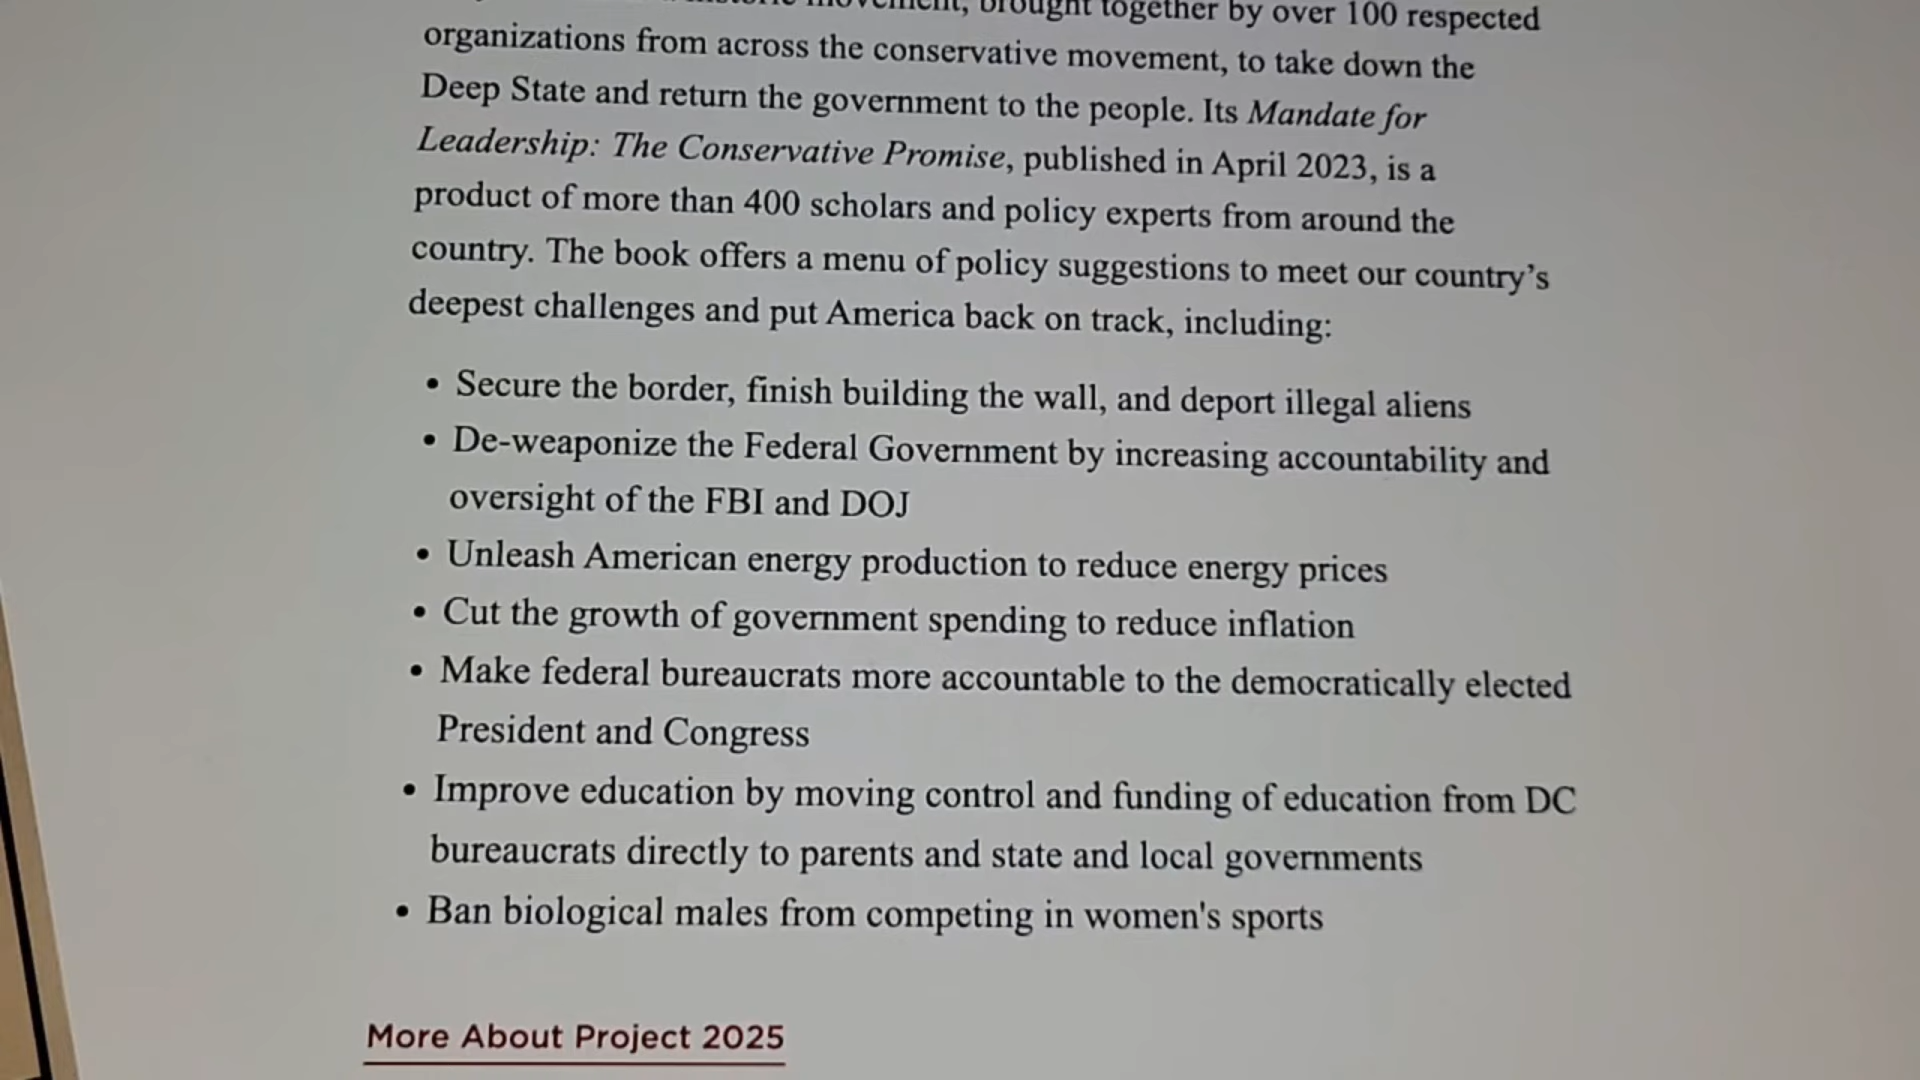 brought together by over 100 respected
organizations from across the conservative movement, to take down the
Deep State and return the government to the people. Its Mandate for
Leadership: The Conservative Promise, published in April 2023, is a
product of more than 400 scholars and policy experts from around the
country. The book offers a menu of policy suggestions to meet our country’s
deepest challenges and put America back on track, including:
• Secure the border, finish building the wall, and deport illegal aliens
• De-weaponize the Federal Government by increasing accountability and
oversight of the FBI and DOJ
• Unleash American energy production to reduce energy prices
• Cut the growth of government spending to reduce inflation
• Make federal bureaucrats more accountable to the democratically elected
President and Congress
• Improve education by moving control and funding of education from DC
bureaucrats directly to parents and state and local governments
• Ban biological males from competing in women's sports
More About Project 2025